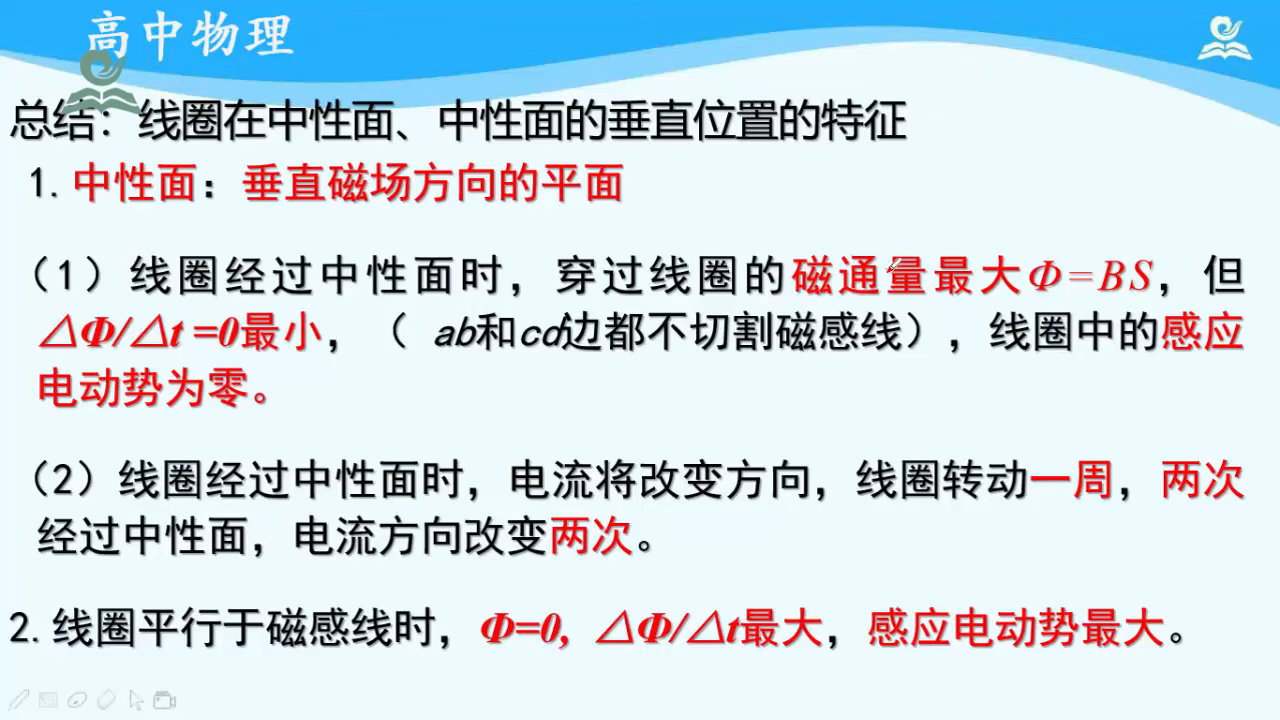 高中物理
总结：线圈在中性面、中性面的垂直位置的特征
1.中性面：垂直磁场方向的平面
（1）线圈经过中性面时，穿过线圈的磁通量最大Φ=BS，但
△Φ/△t =0最小，（ ab和cd边都不切割磁感线），线圈中的感应
电动势为零。
（2）线圈经过中性面时，电流将改变方向，线圈转动一周，两次
经过中性面，电流方向改变两次。
2.线圈平行于磁感线时，Φ=0, △Φ/△t最大，感应电动势最大。